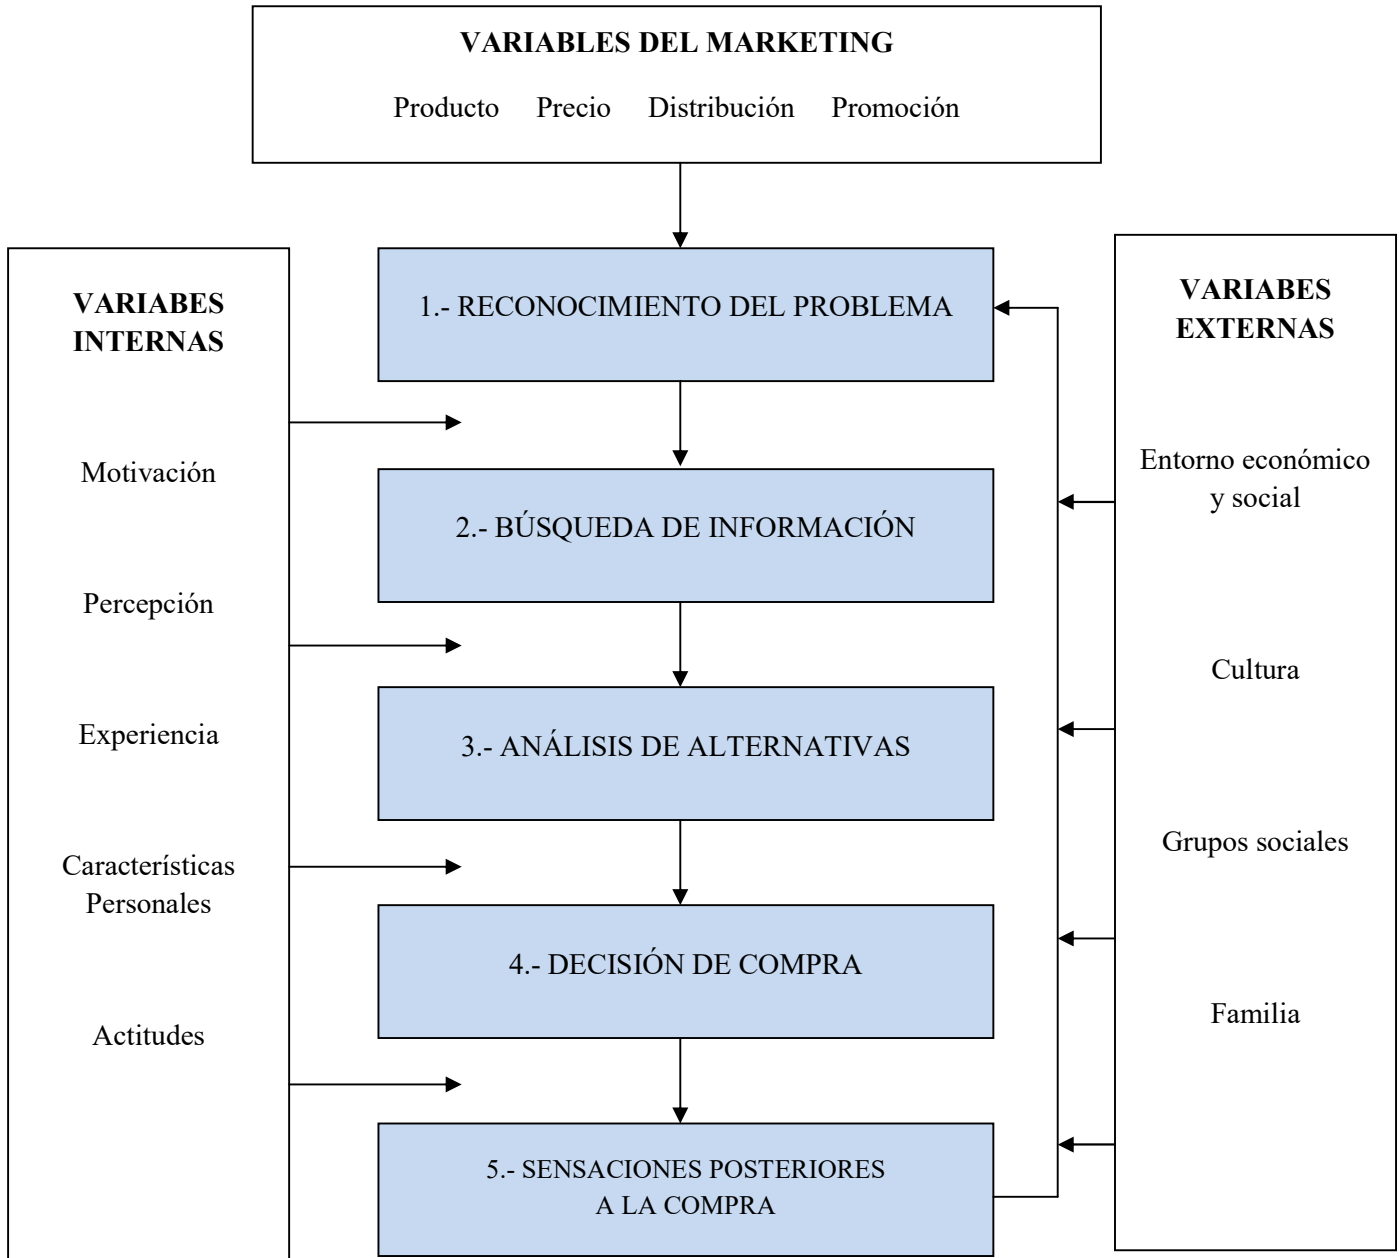 VARIABLES DEL MARKETING
Producto Precio Distribución Promoción
VARIABES
INTERNAS
Motivación
Percepción
Experiencia
Características
Personales
Actitudes
1.- RECONOCIMIENTO DEL PROBLEMA
2.- BÚSQUEDA DE INFORMACIÓN
3.- ANÁLISIS DE ALTERNATIVAS
4.- DECISIÓN DE COMPRA
5.- SENSACIONES POSTERIORES
A LA COMPRA
VARIABES
EXTERNAS
Entorno económico
y social
Cultura
Grupos sociales
Familia